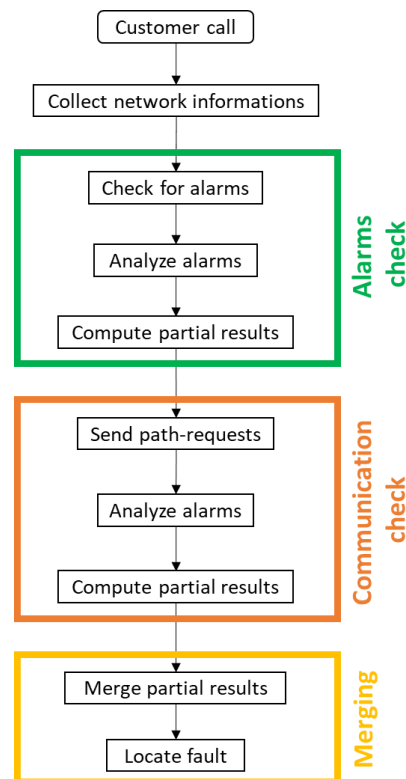 Customer call
Collect network informations
Check for alarms
Analyze alarms
Compute partial results
Alarms
check
Send path-requests
Analyze alarms
Compute partial results
Communication
check
Merge partial results
Locate fault
Merging